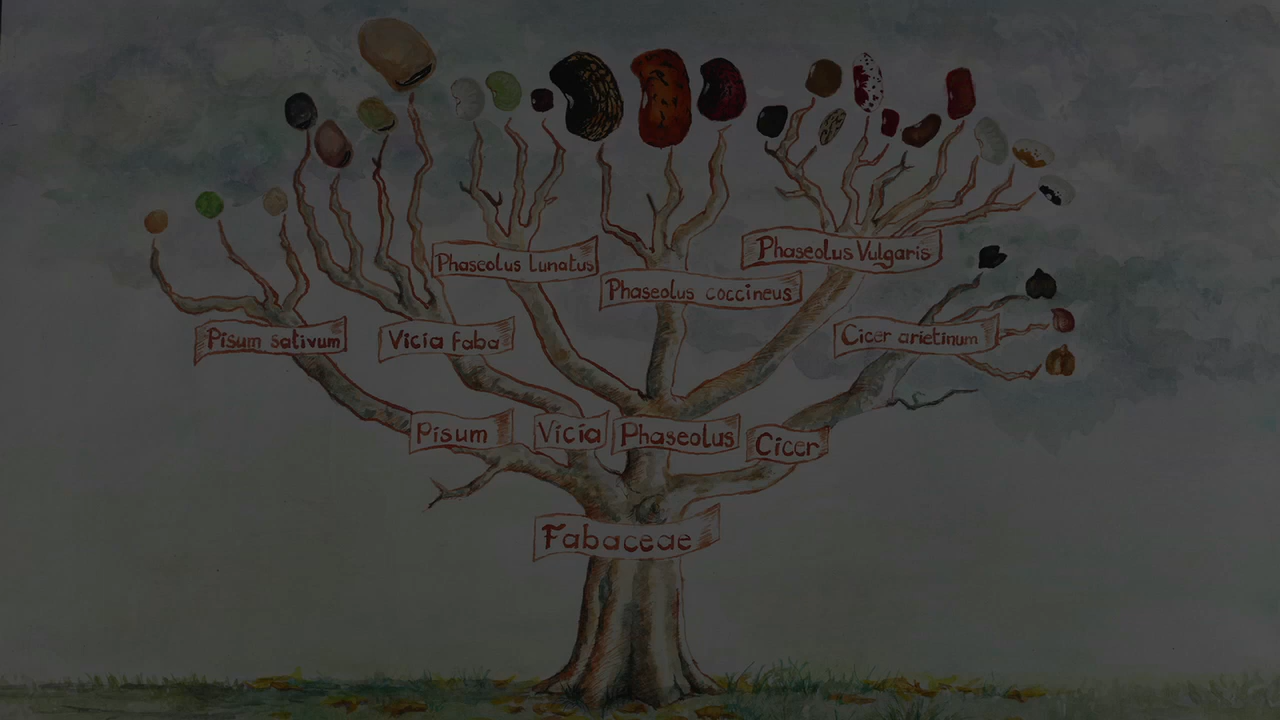 Phaseolus Vulgaris
Phaseolus Lunatus
Phaseolus coccineus
Pisum sativum
Vicia faba
Cicer arietinum
Pisum
Vicia
Phaseolus
Cicer
Fabaceae